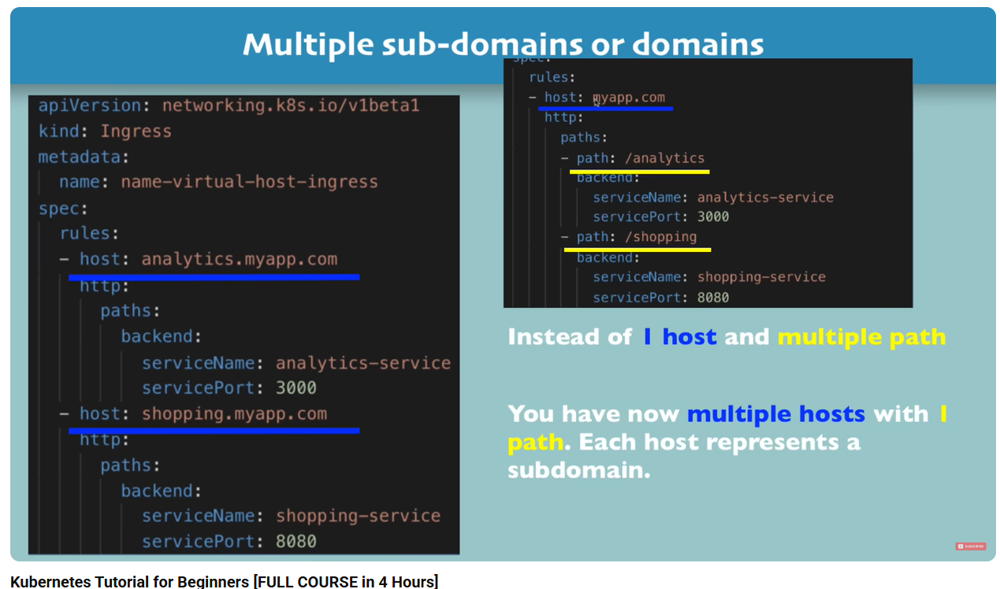 Multiple sub-domains or domains
apiVersion: networking.k8s.io/v1beta1
kind: Ingress
metadata:
name: name-virtual-host-ingress
spec:
rules:
- host: analytics.myapp.com
http:
paths:
backend:
serviceName: analytics-service
servicePort: 3000
- host: shopping.myapp.com
http:
paths:
backend:
serviceName: shopping-service
servicePort: 8080
spec:
rules:
- host: myapp.com
http:
paths:
- path: /analytics
backend:
serviceName: analytics-service
servicePort: 3000
- path: /shopping
backend:
serviceName: shopping-service
servicePort: 8080
Instead of 1 host and multiple path
You have now multiple hosts with 1
path. Each host represents a
subdomain.
SUBSCRIBE
Kubernetes Tutorial for Beginners [FULL COURSE in 4 Hours]